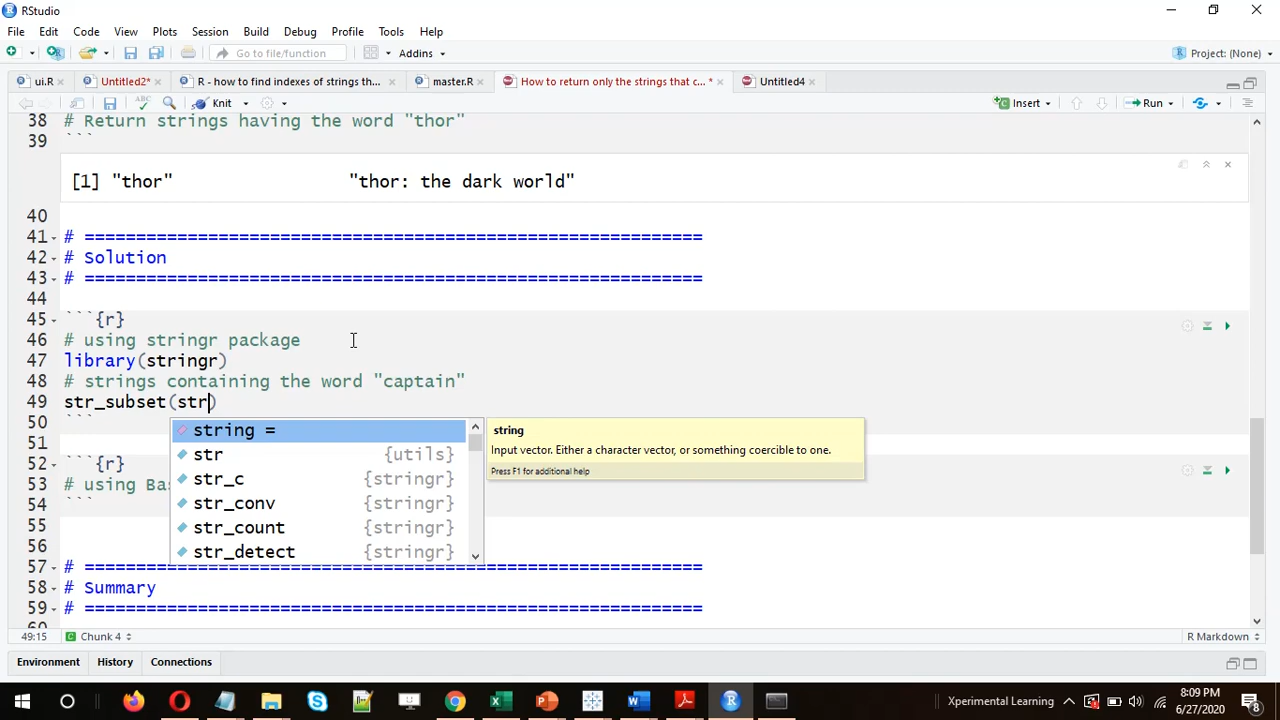 RStudio
File Edit Code View Plots Session Build Debug Profile Tools Help
Go to file/function Addins Project: (None)
ui.R Untitled2* R - how to find indexes of strings th... master.R How to return only the strings that c... * Untitled4
ABC Knit Insert Run
38 # Return strings having the word "thor"
39 ```
[1] "thor" "thor: the dark world"
40
41 # ============================================================
42 # Solution
43 # ============================================================
44
45 ```{r}
46 # using stringr package
47 library(stringr)
48 # strings containing the word "captain"
49 str_subset(str)
50 ```
string =
str {utils}
str_c {stringr}
str_conv {stringr}
str_count {stringr}
str_detect {stringr}
string
Input vector. Either a character vector, or something coercible to one.
Press F1 for additional help
51
52 ```{r}
53 # using Bas
54 ```
55
56
57 # ============================================================
58 # Summary
59 # ============================================================
60
49:15 Chunk 4 R Markdown
Environment History Connections
Xperimental Learning 8:09 PM
6/27/2020 8